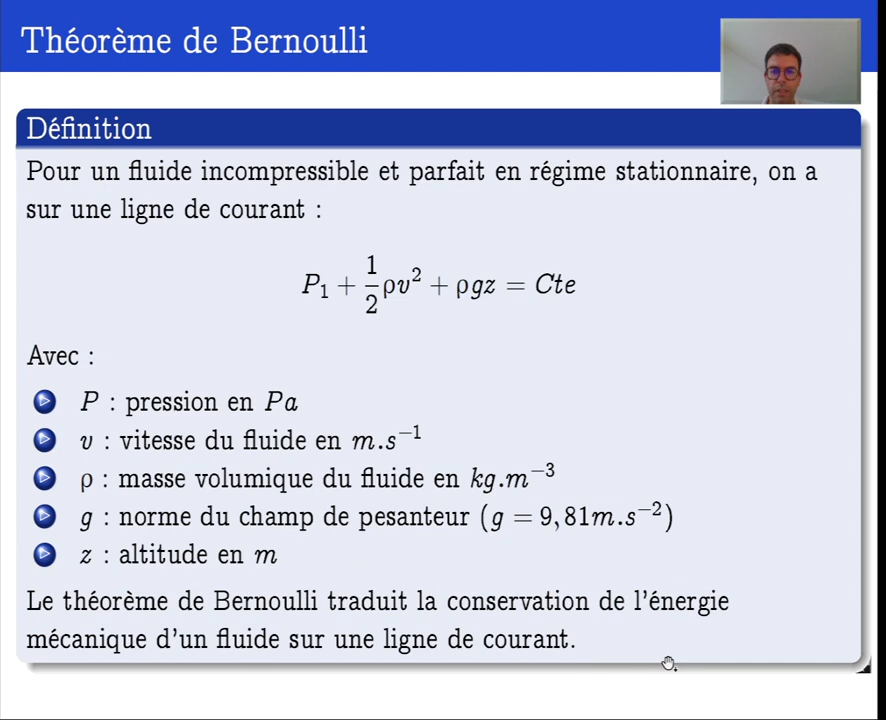 Théorème de Bernoulli
Définition
Pour un fluide incompressible et parfait en régime stationnaire, on a
sur une ligne de courant :
P₁ + 1/2 ρv² + ρgz = Cte
Avec :
P : pression en Pa
v : vitesse du fluide en m.s⁻¹
ρ : masse volumique du fluide en kg.m⁻³
g : norme du champ de pesanteur (g = 9, 81m.s⁻²)
z : altitude en m
Le théorème de Bernoulli traduit la conservation de l'énergie
mécanique d'un fluide sur une ligne de courant.